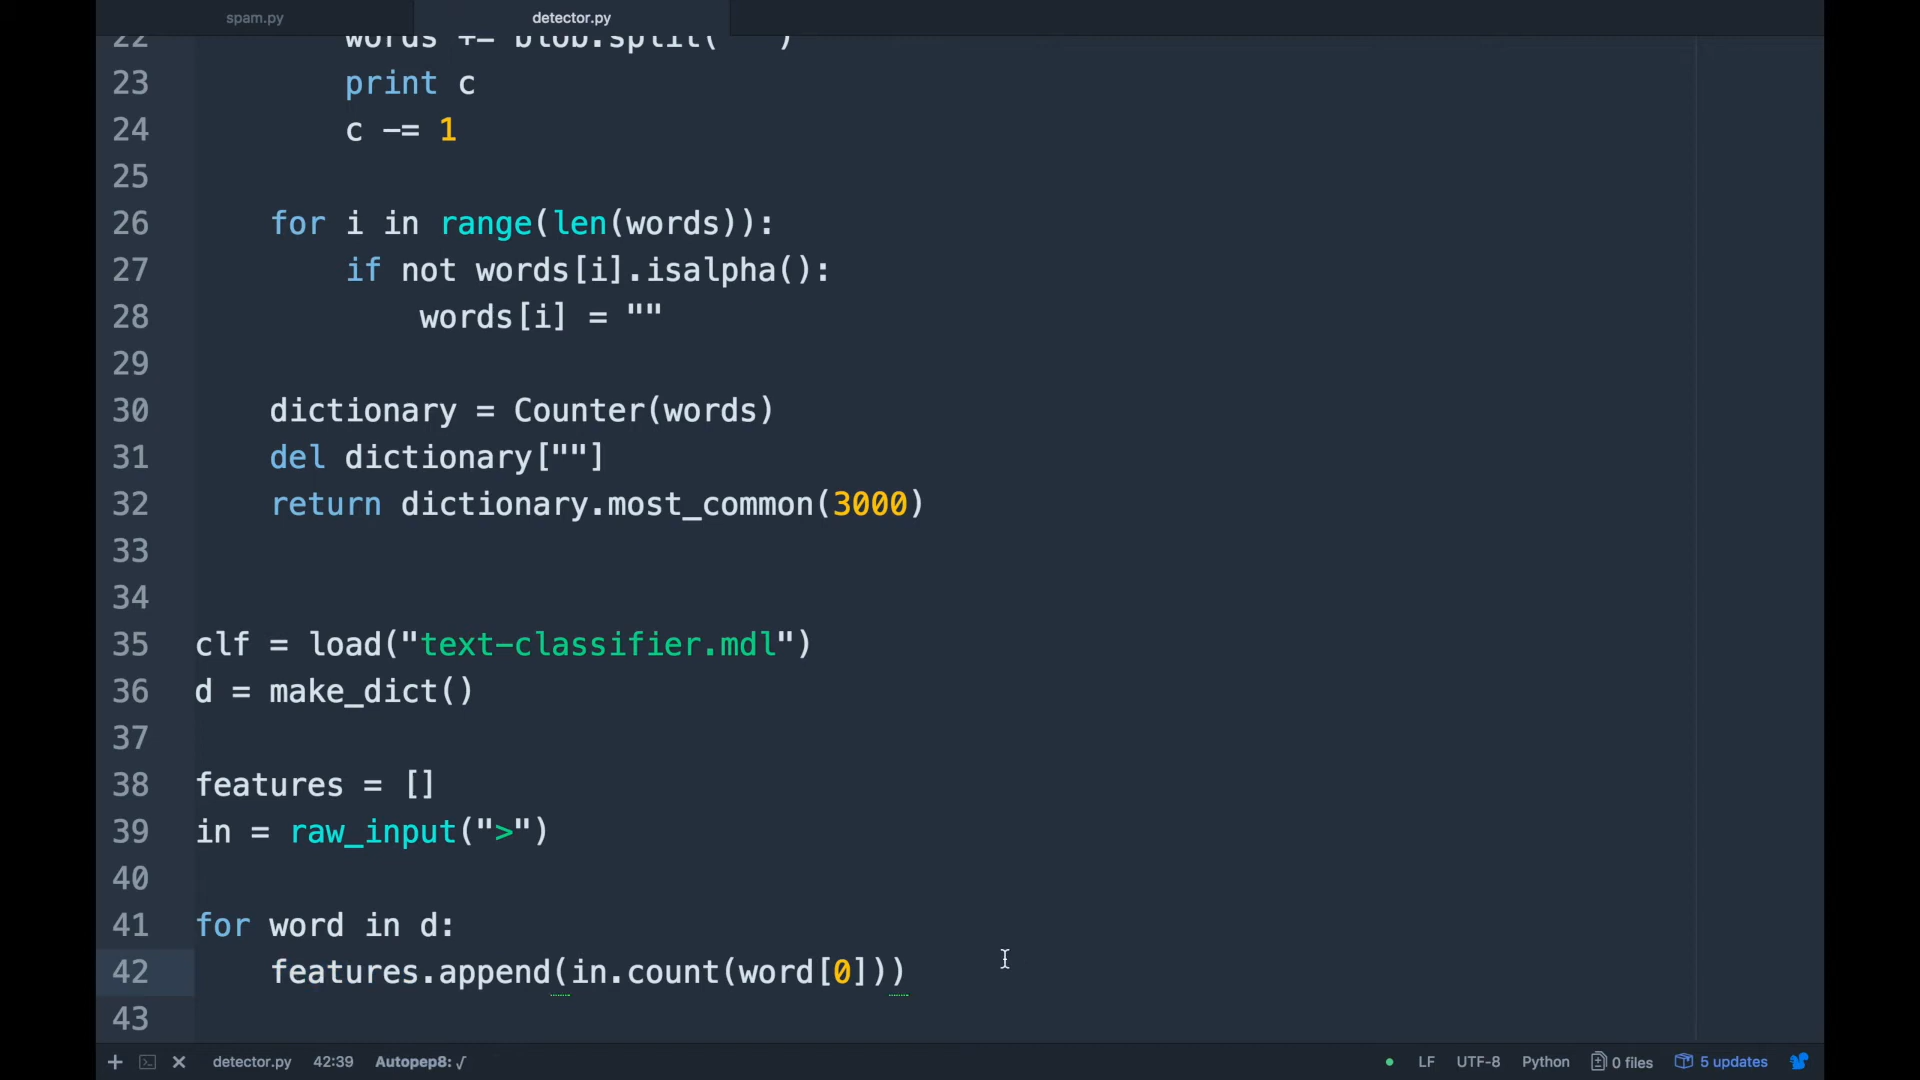 spam.py detector.py
22 words += blob.split(" ")
23 print c
24 c -= 1
25
26 for i in range(len(words)):
27 if not words[i].isalpha():
28 words[i] = ""
29
30 dictionary = Counter(words)
31 del dictionary[""]
32 return dictionary.most_common(3000)
33
34
35 clf = load("text-classifier.mdl")
36 d = make_dict()
37
38 features = []
39 in = raw_input(">")
40
41 for word in d:
42 features.append(in.count(word[0]))
43
detector.py 42:39 Autopep8: √ LF UTF-8 Python 0 files 5 updates